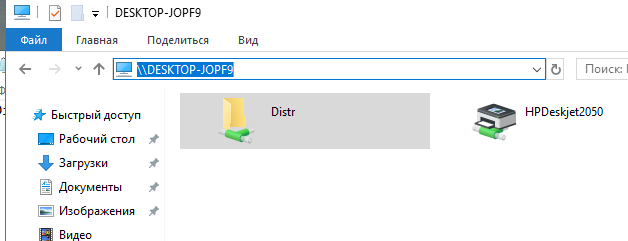 DESKTOP-JOPF9
Файл Главная Поделиться Вид
\\DESKTOP-JOPF9 Поиск:
Быстрый доступ
Distr HPDeskjet2050
Рабочий стол
Загрузки
Документы
Изображения
Видео